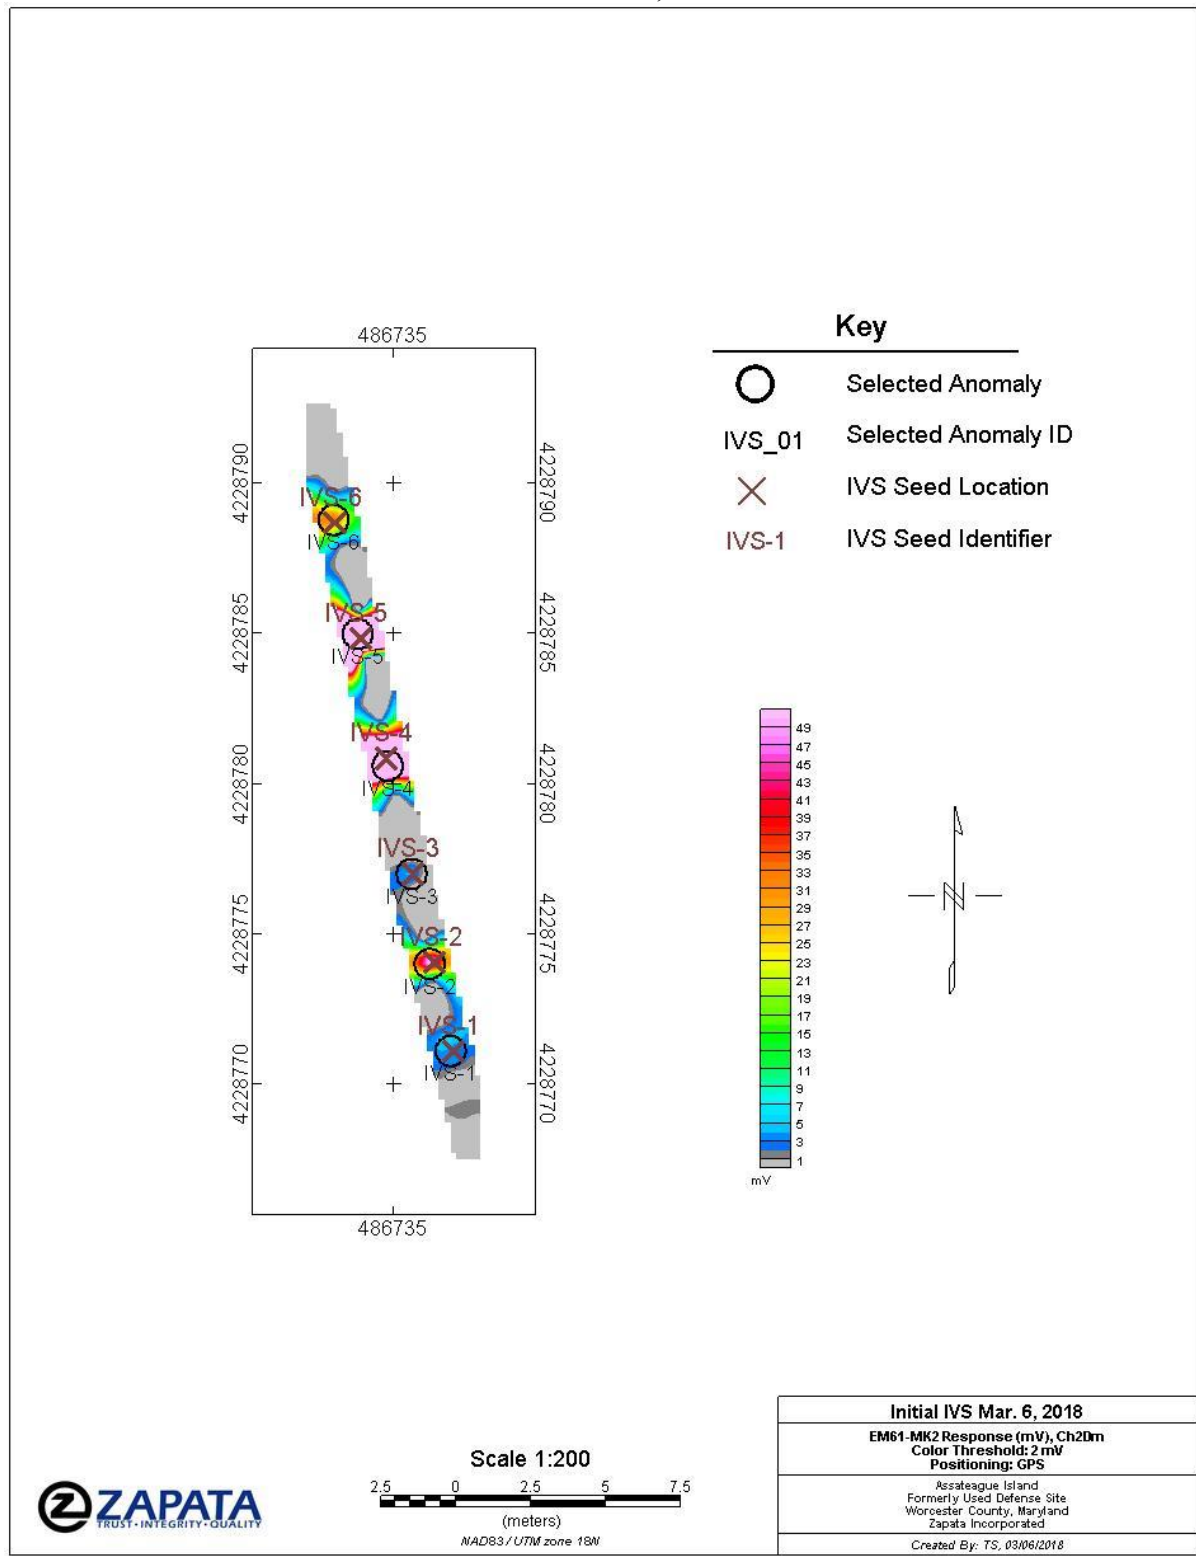 486735
Key
Selected Anomaly
IVS_01 Selected Anomaly ID
IVS Seed Location
IVS-1 IVS Seed Identifier
4228790
4228790
IVS-6
IVS-6
4228785
4228785
IVS-5
IVS-5
4228780
4228780
IVS-4
IVS-4
IVS-3
IVS-3
4228775
4228775
IVS-2
IVS-2
4228770
4228770
IVS-1
IVS-1
486735
49
47
45
43
41
39
37
35
33
31
29
27
25
23
21
19
17
15
13
11
9
7
5
3
1
mV
N
Scale 1:200
2.5 0 2.5 5 7.5
(meters)
NAD83 / UTM zone 18N
ZAPATA
TRUST · INTEGRITY · QUALITY
Initial IVS Mar. 6, 2018
EM61-MK2 Response (mV), Ch2Dm
Color Threshold: 2 mV
Positioning: GPS
Assateague Island
Formerly Used Defense Site
Worcester County, Maryland
Zapata Incorporated
Created By: TS, 03/06/2018